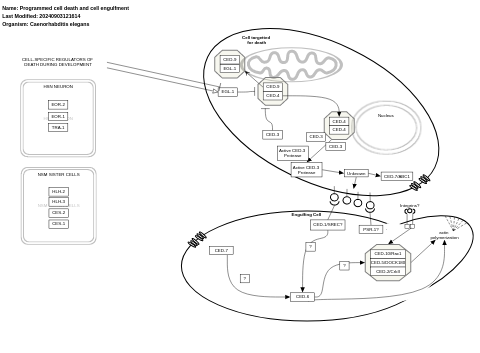 Name: Programmed cell death and cell engulfment
Last Modified: 20240903121614
Organism: Caenorhabditis elegans
CELL-SPECIFIC REGULATORS OF
DEATH DURING DEVELOPMENT
HSN NEURON
EOR-2
EOR-1
TRA-1
NSM SISTER CELLS
HLH-2
HLH-3
CES-2
CES-1
Cell targeted
for death
CED-9
EGL-1
EGL-1
CED-9
CED-4
CED-3
CED-4
CED-4
CED-3
CED-3
Nucleus
Active CED-3
Protease
Active CED-3
Protease
Unknown
CED-7/ABC1
Engulfing Cell
CED-1/SREC?
PSR-1?
Integrins?
actin
polymerization
CED-7
?
?
?
CED-6
CED-10/Rac1
CED-5/DOCK180
CED-2/CrkII